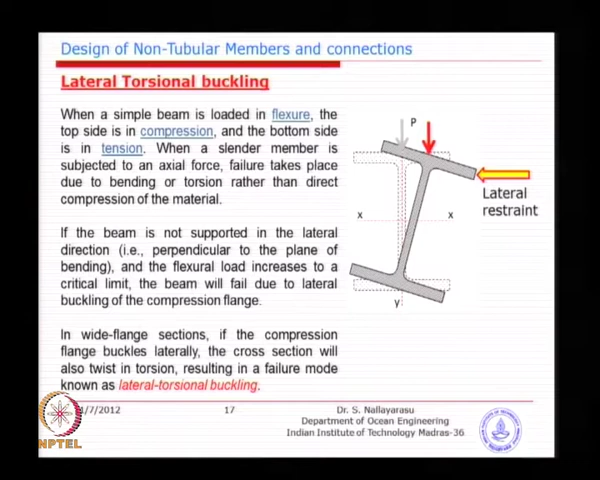 Design of Non-Tubular Members and connections
Lateral Torsional buckling
When a simple beam is loaded in flexure, the
top side is in compression, and the bottom side
is in tension. When a slender member is
subjected to an axial force, failure takes place
due to bending or torsion rather than direct
compression of the material.
If the beam is not supported in the lateral
direction (i.e., perpendicular to the plane of
bending), and the flexural load increases to a
critical limit, the beam will fail due to lateral
buckling of the compression flange.
In wide-flange sections, if the compression
flange buckles laterally, the cross section will
also twist in torsion, resulting in a failure mode
known as lateral-torsional buckling.
P
Lateral
restraint
x x
y
/7/2012
17
Dr. S. Nallayarasu
Department of Ocean Engineering
Indian Institute of Technology Madras-36
NPTEL